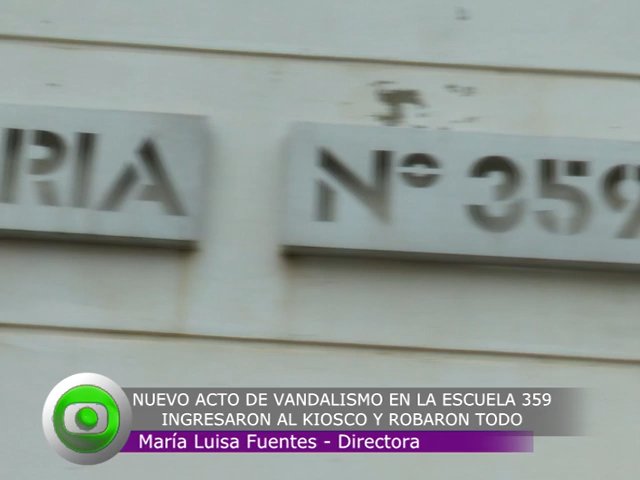 RIA Nº 359
NUEVO ACTO DE VANDALISMO EN LA ESCUELA 359
INGRESARON AL KIOSCO Y ROBARON TODO
María Luisa Fuentes - Directora